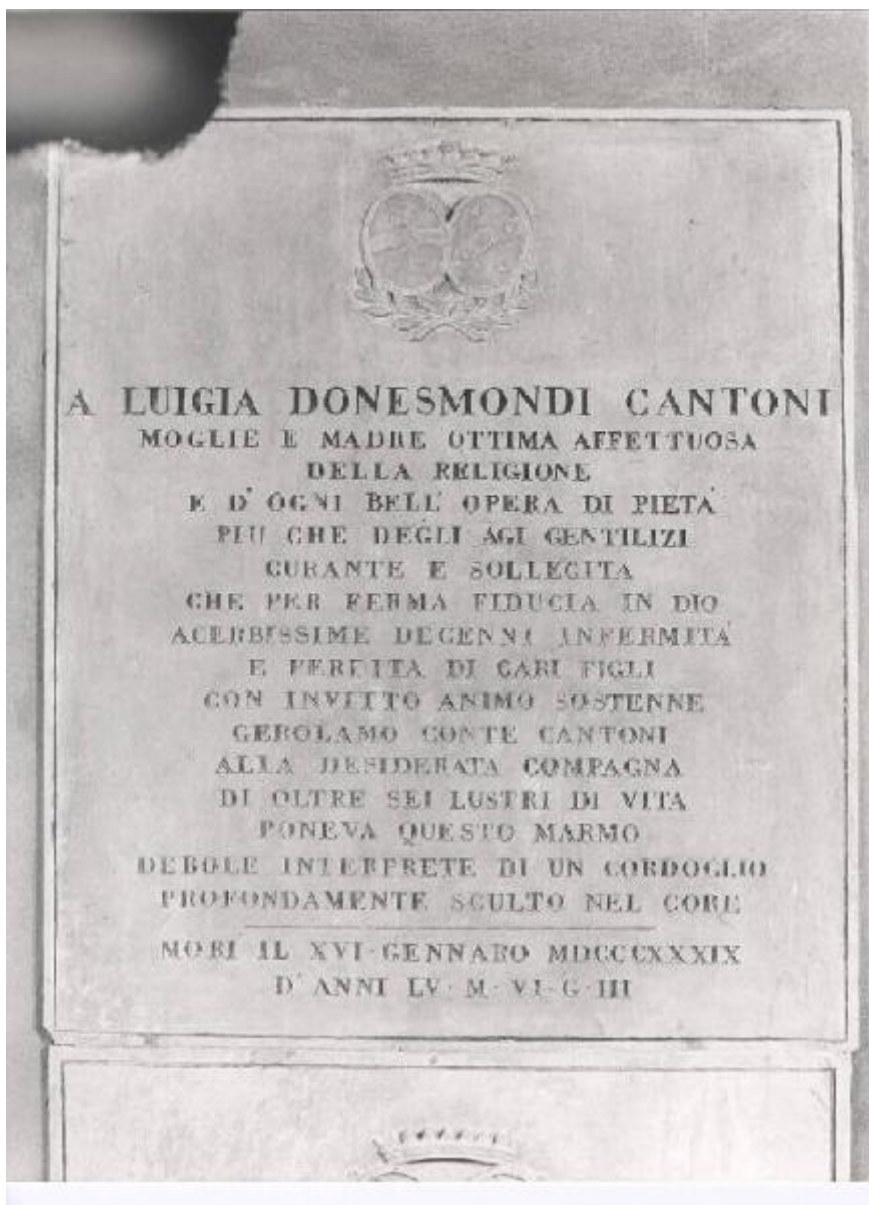 A LUIGIA DONESMONDI CANTONI
MOGLIE E MADRE OTTIMA AFFETTUOSA
DELLA RELIGIONE
E D' OGNI BELL' OPERA DI PIETA'
PIU CHE DEGLI AGI GENTILIZI
CURANTE E SOLLECITA
CHE PER FERMA FIDUCIA IN DIO
ACERBISSIME DECENNI INFERMITA'
E PERDITA DI CARI FIGLI
CON INVITTO ANIMO SOSTENNE
GEROLAMO CONTE CANTONI
ALLA DESIDERATA COMPAGNA
DI OLTRE SEI LUSTRI DI VITA
PONEVA QUESTO MARMO
DEBOLE INTERPRETE DI UN CORDOGLIO
PROFONDAMENTE SCULTO NEL CORE
MORI IL XVI·GENNARO MDCCCXXXIX
D' ANNI LV·M·VI·G·III